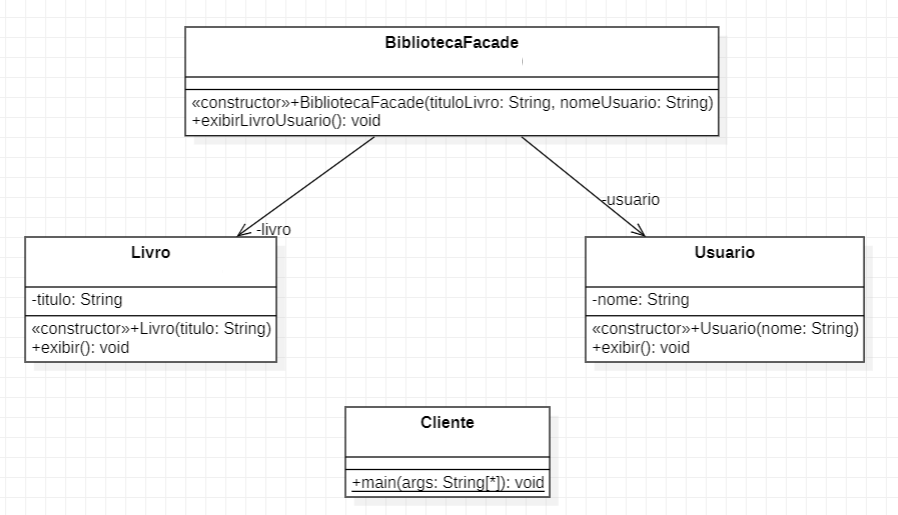 BibliotecaFacade
«constructor»+BibliotecaFacade(tituloLivro: String, nomeUsuario: String)
+exibirLivroUsuario(): void
-livro
-usuario
Livro
-titulo: String
«constructor»+Livro(titulo: String)
+exibir(): void
Usuario
-nome: String
«constructor»+Usuario(nome: String)
+exibir(): void
Cliente
+main(args: String[*]): void